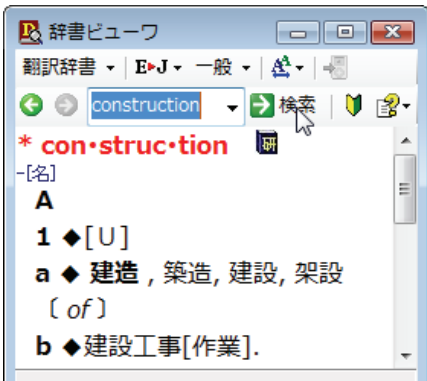 辞書ビューワ
翻訳辞書 E▸J 一般 A
construction 検索
* con・struc・tion 研
-[名]
A
1 ◆[U]
a ◆ 建造 , 築造, 建設, 架設
〔 of 〕
b ◆建設工事[作業].